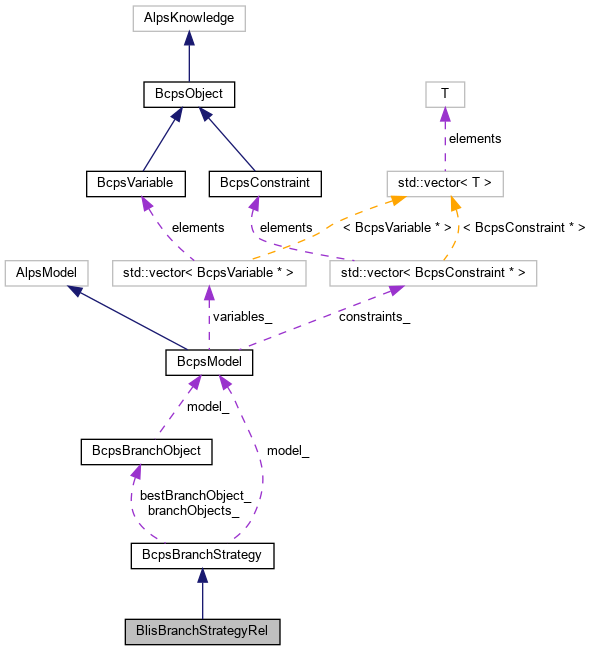 AlpsKnowledge
BcpsObject
T
elements
BcpsVariable
BcpsConstraint
std::vector< T >
elements
elements
< BcpsVariable * >
< BcpsConstraint * >
AlpsModel
std::vector< BcpsVariable * >
std::vector< BcpsConstraint * >
variables_
constraints_
BcpsModel
model_
BcpsBranchObject
model_
bestBranchObject_
branchObjects_
BcpsBranchStrategy
BlisBranchStrategyRel